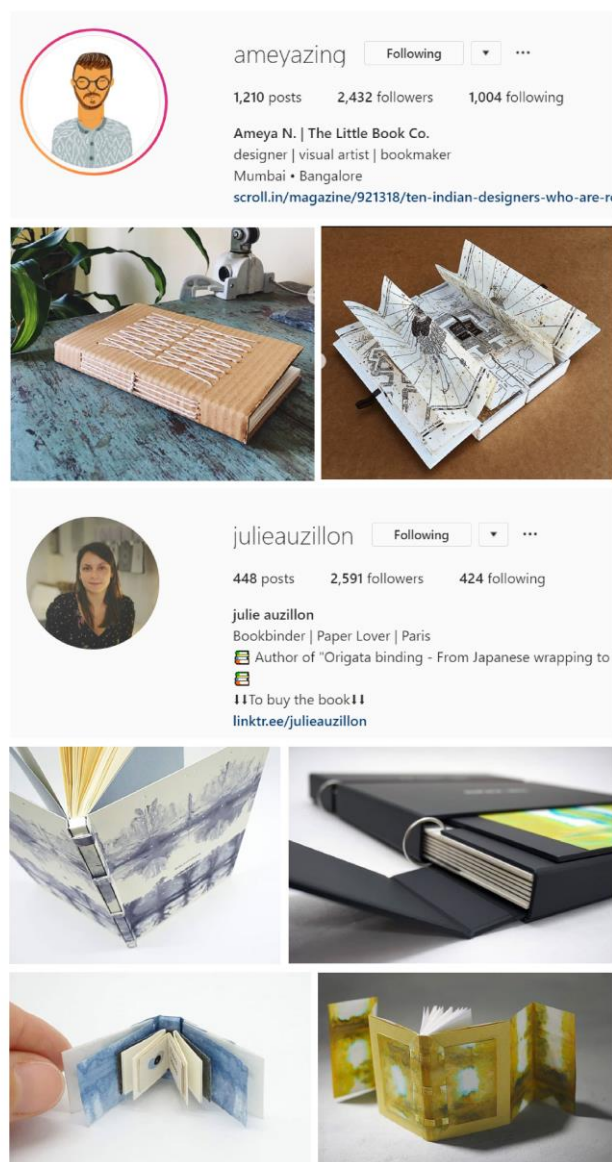 ameyazing Following ▼ •••
1,210 posts 2,432 followers 1,004 following
Ameya N. | The Little Book Co.
designer | visual artist | bookmaker
Mumbai • Bangalore
scroll.in/magazine/921318/ten-indian-designers-who-are-r
julieauzillon Following ▼ •••
448 posts 2,591 followers 424 following
julie auzillon
Bookbinder | Paper Lover | Paris
📚 Author of "Origata binding - From Japanese wrapping to
📚
⬇⬇To buy the book⬇⬇
linktr.ee/julieauzillon